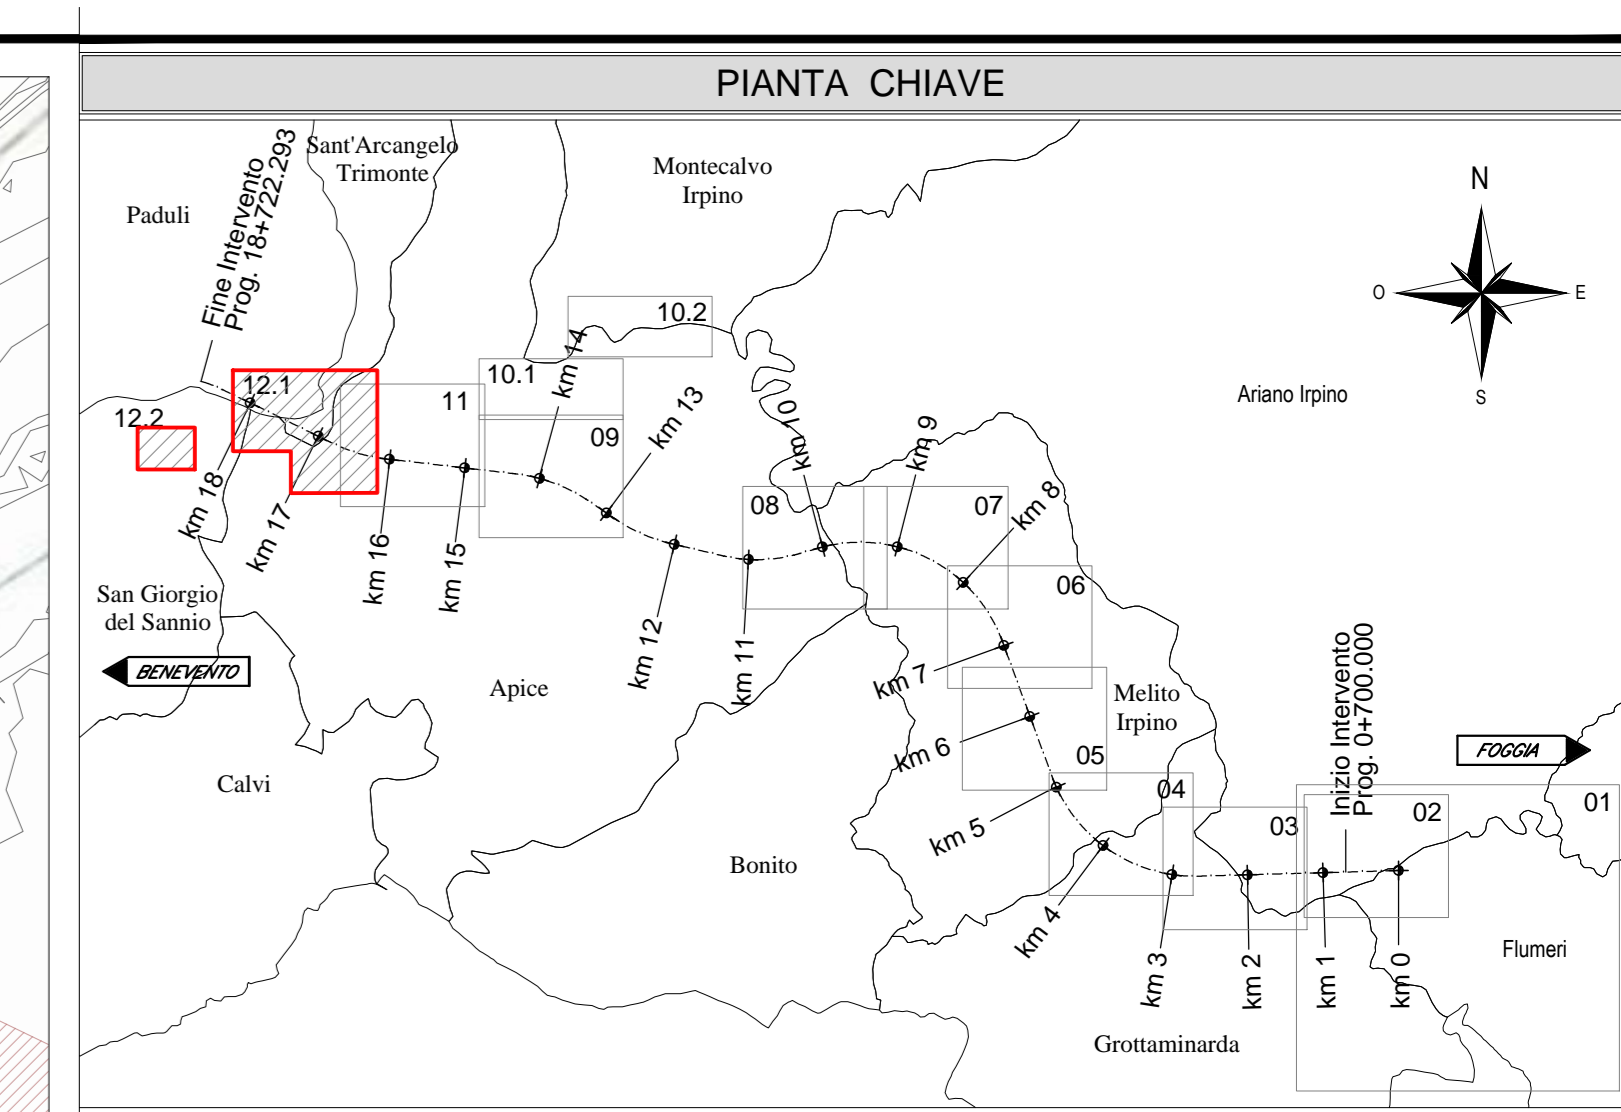 PIANTA CHIAVE
Sant'Arcangelo
Trimonte
Montecalvo
Irpino
Paduli
Fine Intervento
Prog. 18+722.293
N
O
E
S
Ariano Irpino
10.2
10.1
km 14
11
09
km 13
12.1
12.2
km 10
km 9
08
07
km 8
km 18
km 17
km 16
km 15
06
San Giorgio
del Sannio
BENEVENTO
km 12
km 11
km 7
Apice
Melito
Irpino
Inizio Intervento
Prog. 0+700.000
km 6
05
FOGGIA
Calvi
04
03
02
01
km 5
Bonito
km 4
km 3
km 2
km 1
km 0
Flumeri
Grottaminarda